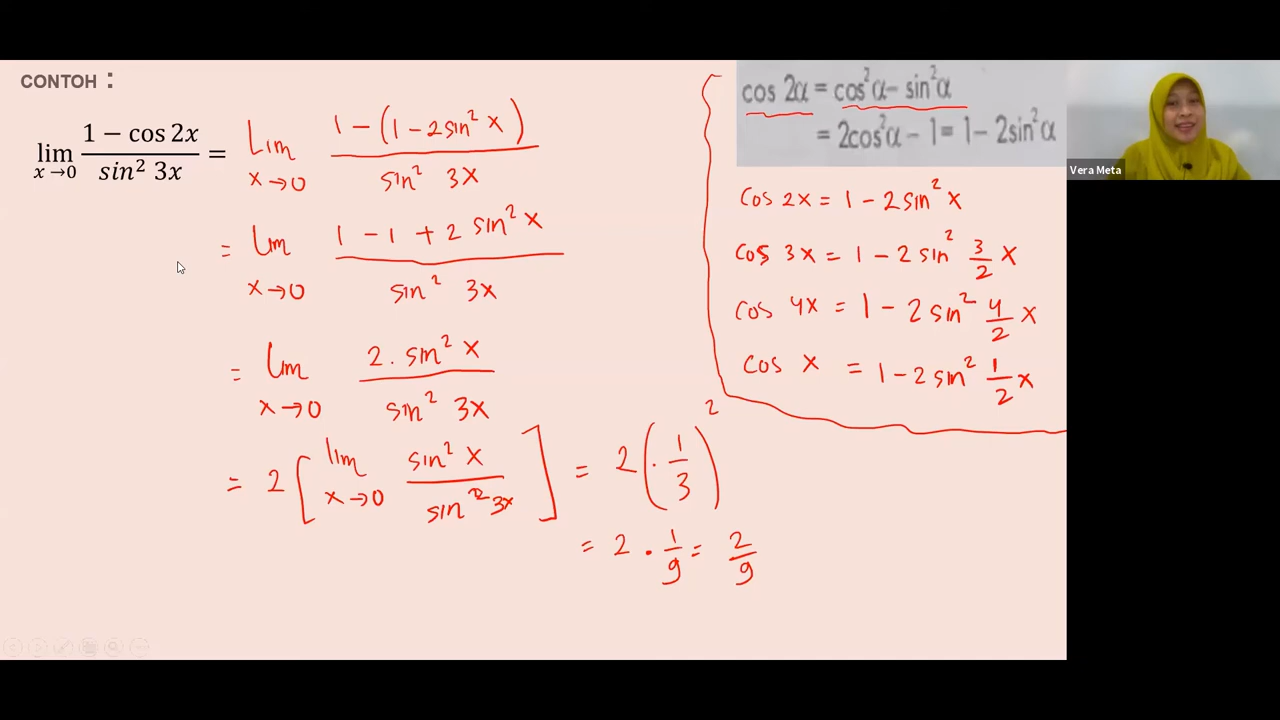 CONTOH :
lim x→0 (1 − cos 2x)/(sin² 3x) = Lim x→0 (1 − (1 − 2sin² x))/(sin² 3x)
= lim x→0 (1 − 1 + 2 sin² x)/(sin² 3x)
= lim x→0 (2 . sin² x)/(sin² 3x)
= 2 [ lim x→0 (sin² x)/(sin² 3x) ] = 2 ( · 1/3 )²
= 2 · 1/9 = 2/9
cos 2α = cos²α − sin²α
= 2cos²α − 1 = 1 − 2sin²α
cos 2x = 1 − 2 sin² x
cos 3x = 1 − 2 sin² 3/2 x
cos 4x = 1 − 2 sin² 4/2 x
cos x = 1 − 2 sin² 1/2 x
Vera Meta